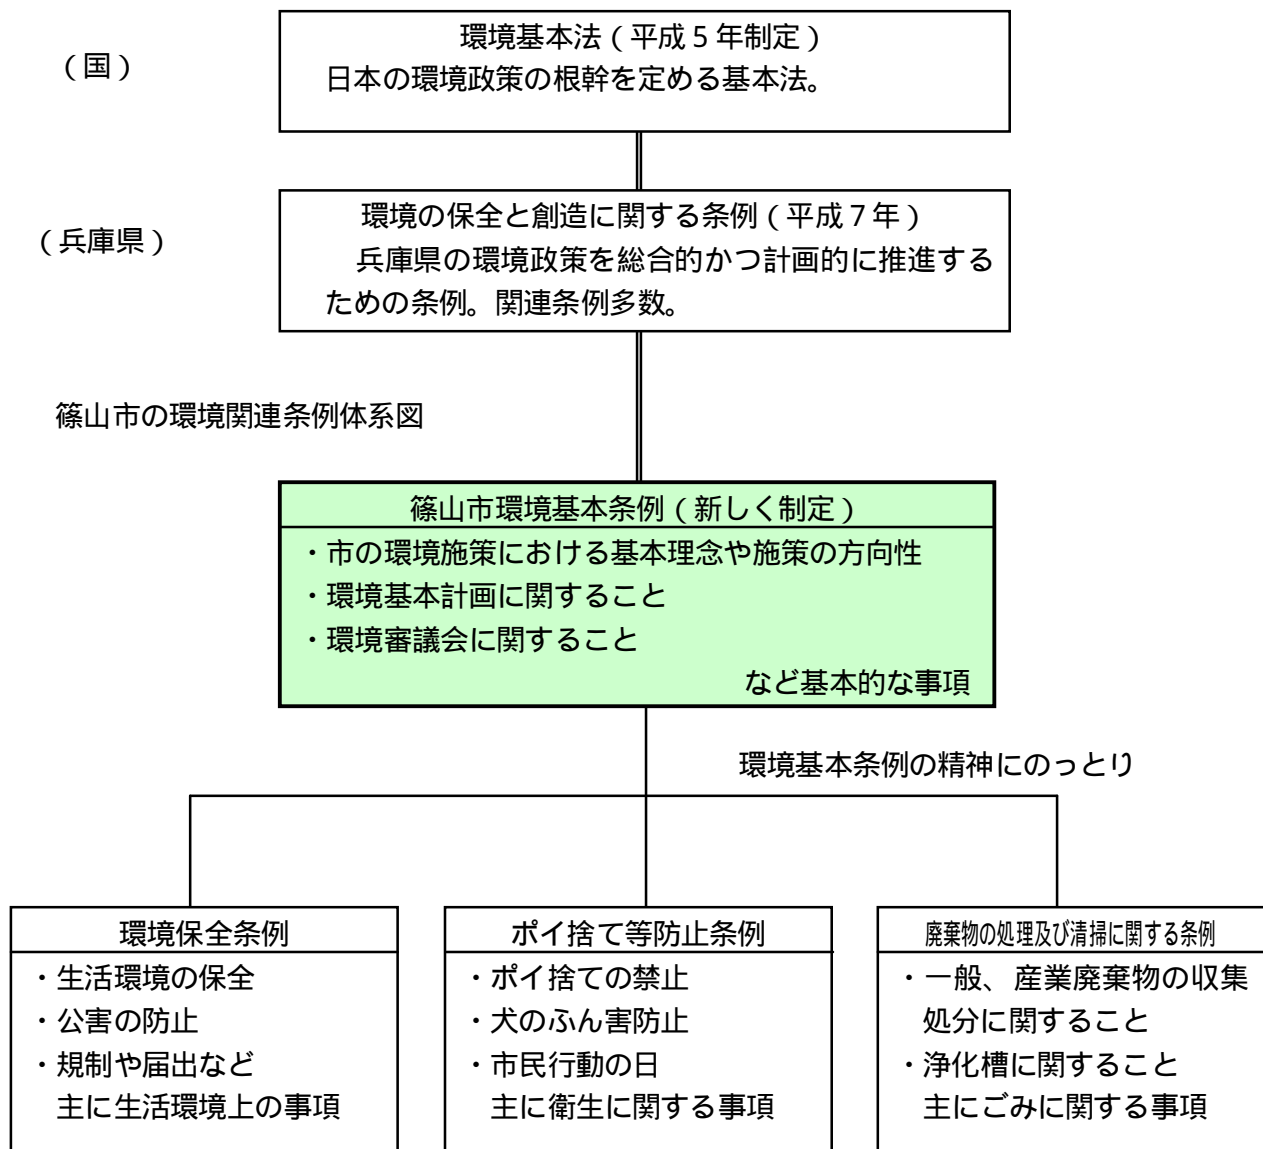 (国)
環境基本法(平成5年制定)
日本の環境政策の根幹を定める基本法。
(兵庫県)
環境の保全と創造に関する条例(平成7年)
兵庫県の環境政策を総合的かつ計画的に推進する
ための条例。関連条例多数。
篠山市の環境関連条例体系図
篠山市環境基本条例(新しく制定)
・市の環境施策における基本理念や施策の方向性
・環境基本計画に関すること
・環境審議会に関すること
など基本的な事項
環境基本条例の精神にのっとり
環境保全条例
・生活環境の保全
・公害の防止
・規制や届出など
主に生活環境上の事項
ポイ捨て等防止条例
・ポイ捨ての禁止
・犬のふん害防止
・市民行動の日
主に衛生に関する事項
廃棄物の処理及び清掃に関する条例
・一般、産業廃棄物の収集
処分に関すること
・浄化槽に関すること
主にごみに関する事項